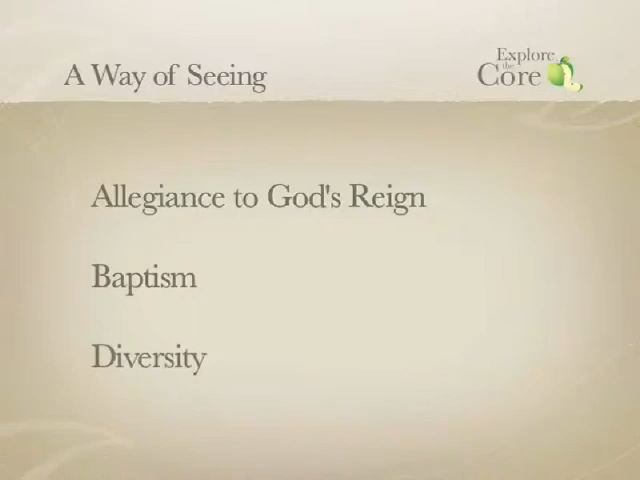 A Way of Seeing
Explore
the
Core
Allegiance to God's Reign
Baptism
Diversity